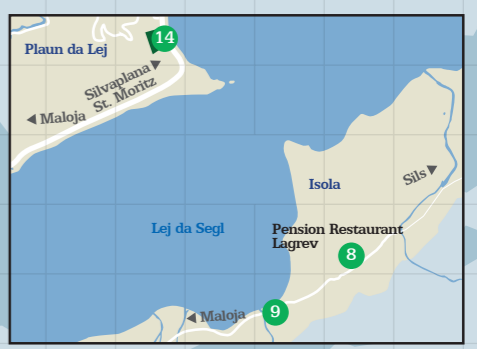 14
Plaun da Lej
Silvaplana
St. Moritz
Maloja
Sils
Isola
Lej da Segl
Pension Restaurant
Lagrev
8
9
Maloja